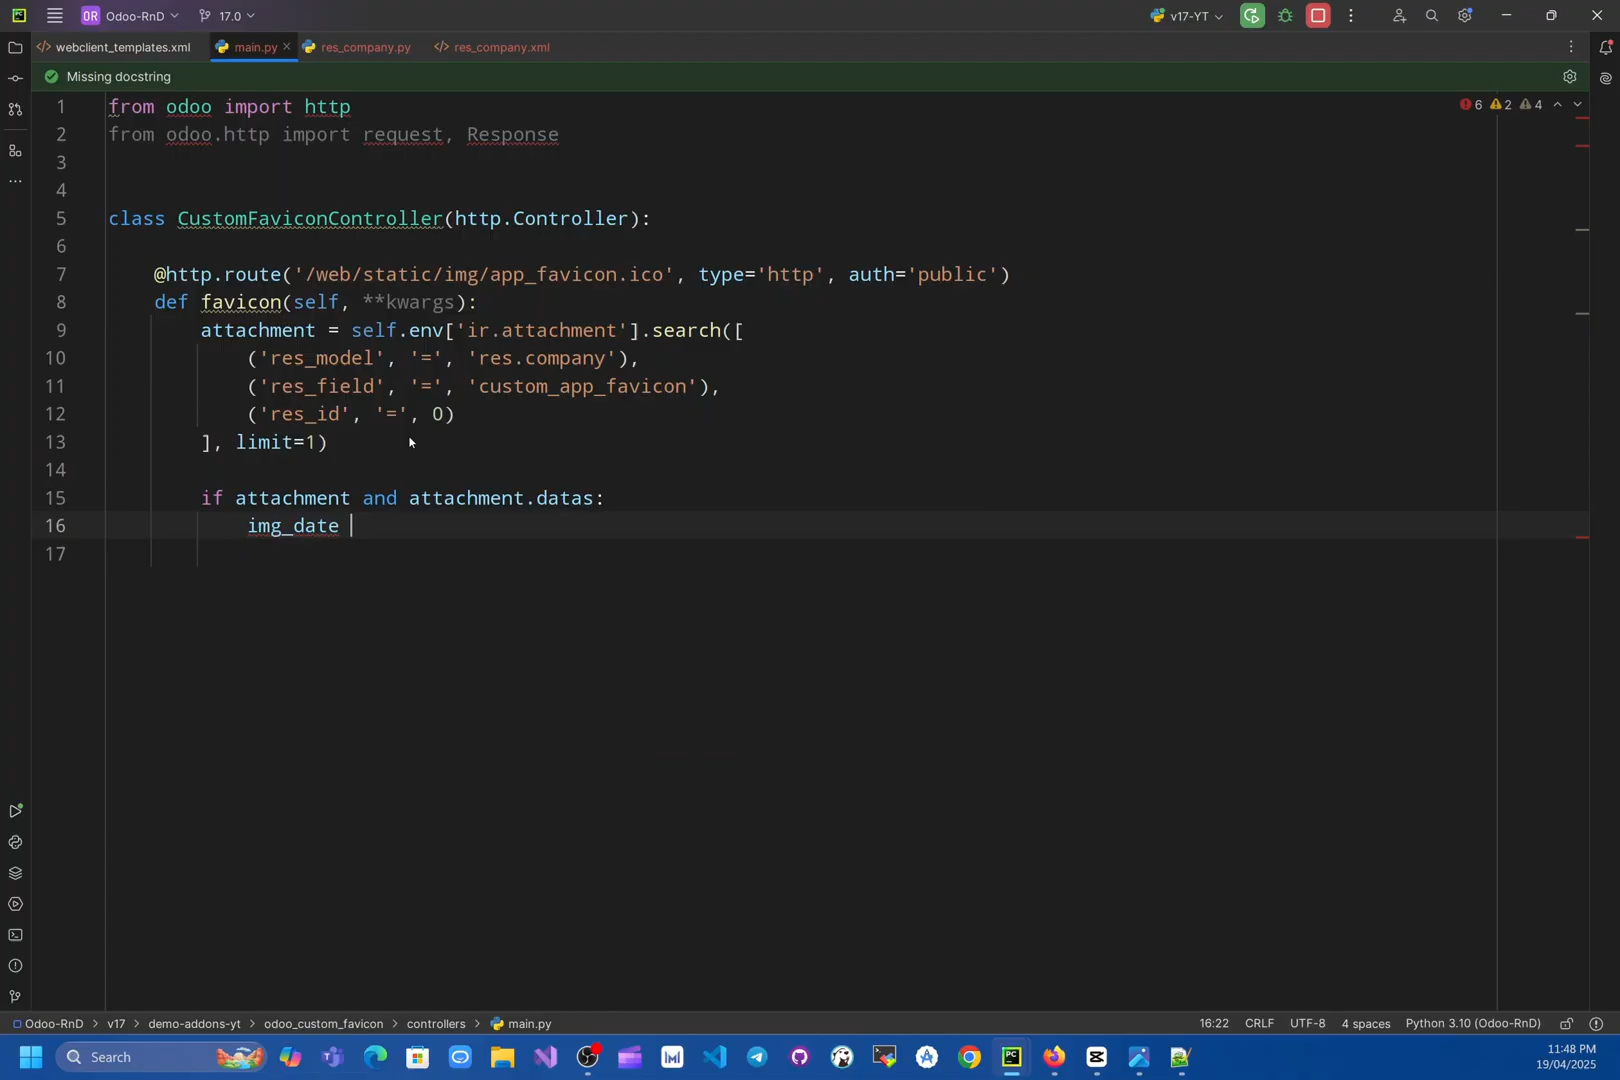 PC OR Odoo-RnD 17.0 v17-YT
webclient_templates.xml main.py res_company.py res_company.xml
Missing docstring
6 2 4
1 from odoo import http
2 from odoo.http import request, Response
3
4
5 class CustomFaviconController(http.Controller):
6
7 @http.route('/web/static/img/app_favicon.ico', type='http', auth='public')
8 def favicon(self, **kwargs):
9 attachment = self.env['ir.attachment'].search([
10 ('res_model', '=', 'res.company'),
11 ('res_field', '=', 'custom_app_favicon'),
12 ('res_id', '=', 0)
13 ], limit=1)
14
15 if attachment and attachment.datas:
16 img_date
17
Odoo-RnD > v17 > demo-addons-yt > odoo_custom_favicon > controllers > main.py 16:22 CRLF UTF-8 4 spaces Python 3.10 (Odoo-RnD)
Search
11:48 PM
19/04/2025